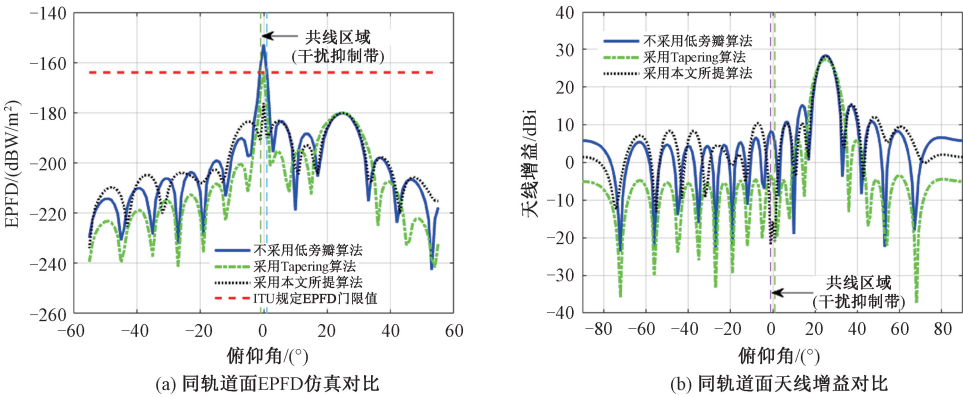 −140
−160
−180
−200
−220
−240
−260
EPFD/(dBW/m²)
共线区域
(干扰抑制带)
不采用低旁瓣算法
采用Tapering算法
采用本文所提算法
ITU规定EPFD门限值
−60
−40
−20
0
20
40
60
俯仰角/(°)
(a) 同轨道面EPFD仿真对比
40
30
20
10
0
−10
−20
−30
−40
天线增益/dBi
不采用低旁瓣算法
采用Tapering算法
采用本文所提算法
共线区域
(干扰抑制带)
−80
−60
−40
−20
0
20
40
60
80
俯仰角/(°)
(b) 同轨道面天线增益对比